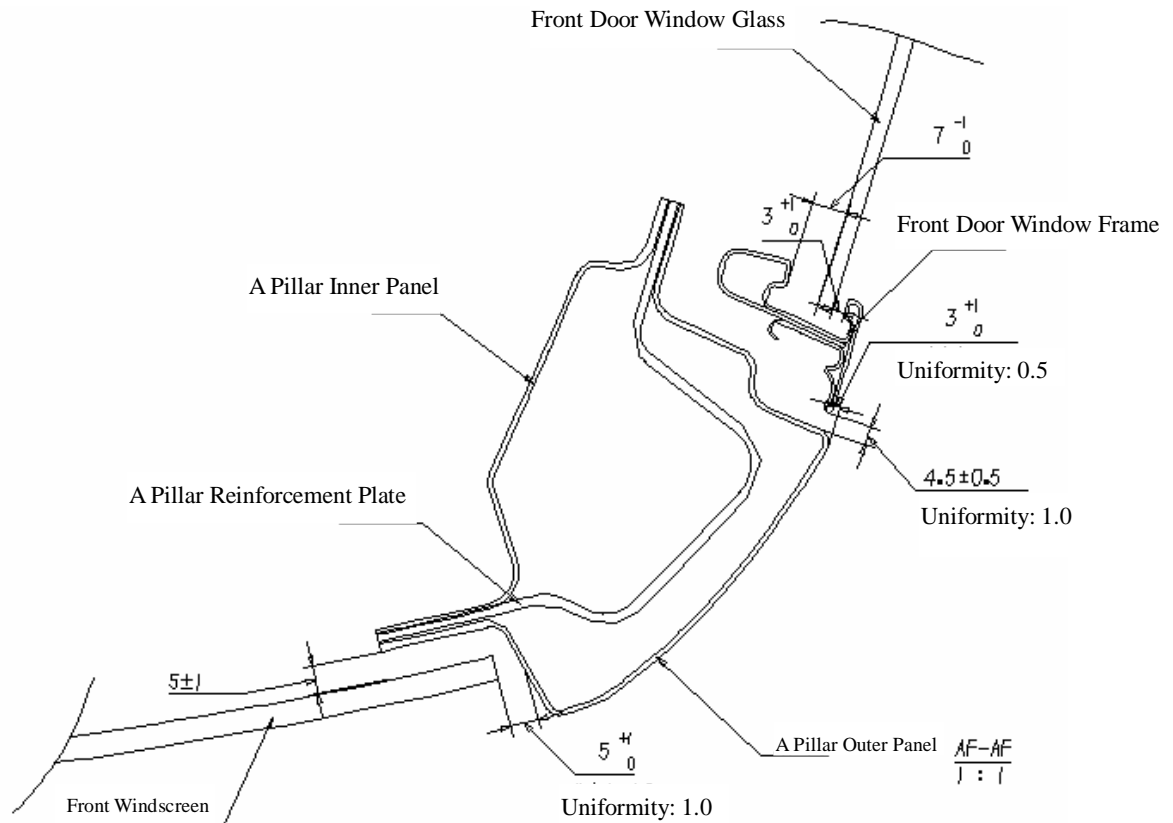 Front Door Window Glass
7 -1 0
3 +1 0
Front Door Window Frame
A Pillar Inner Panel
3 +1 0
Uniformity: 0.5
A Pillar Reinforcement Plate
4.5±0.5
Uniformity: 1.0
5±1
A Pillar Outer Panel
AF-AF
1 : 1
5 +1 0
Front Windscreen
Uniformity: 1.0